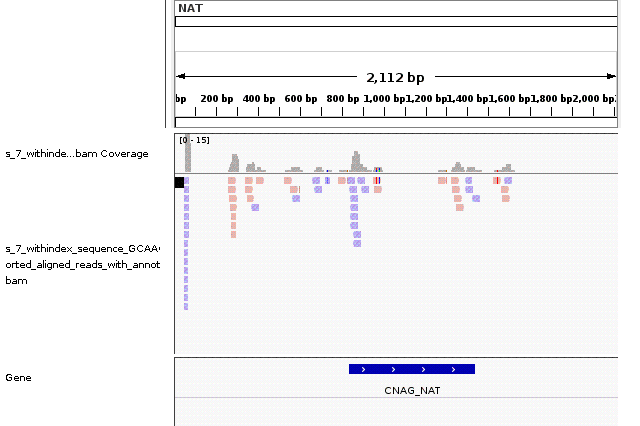 NAT
2,112 bp
bp 200 bp 400 bp 600 bp 800 bp 1,000 bp 1,200 bp 1,400 bp 1,600 bp 1,800 bp 2,000 bp
[0 - 15]
s_7_withinde...bam Coverage
s_7_withindex_sequence_GCAA
orted_aligned_reads_with_annot
bam
Gene
CNAG_NAT